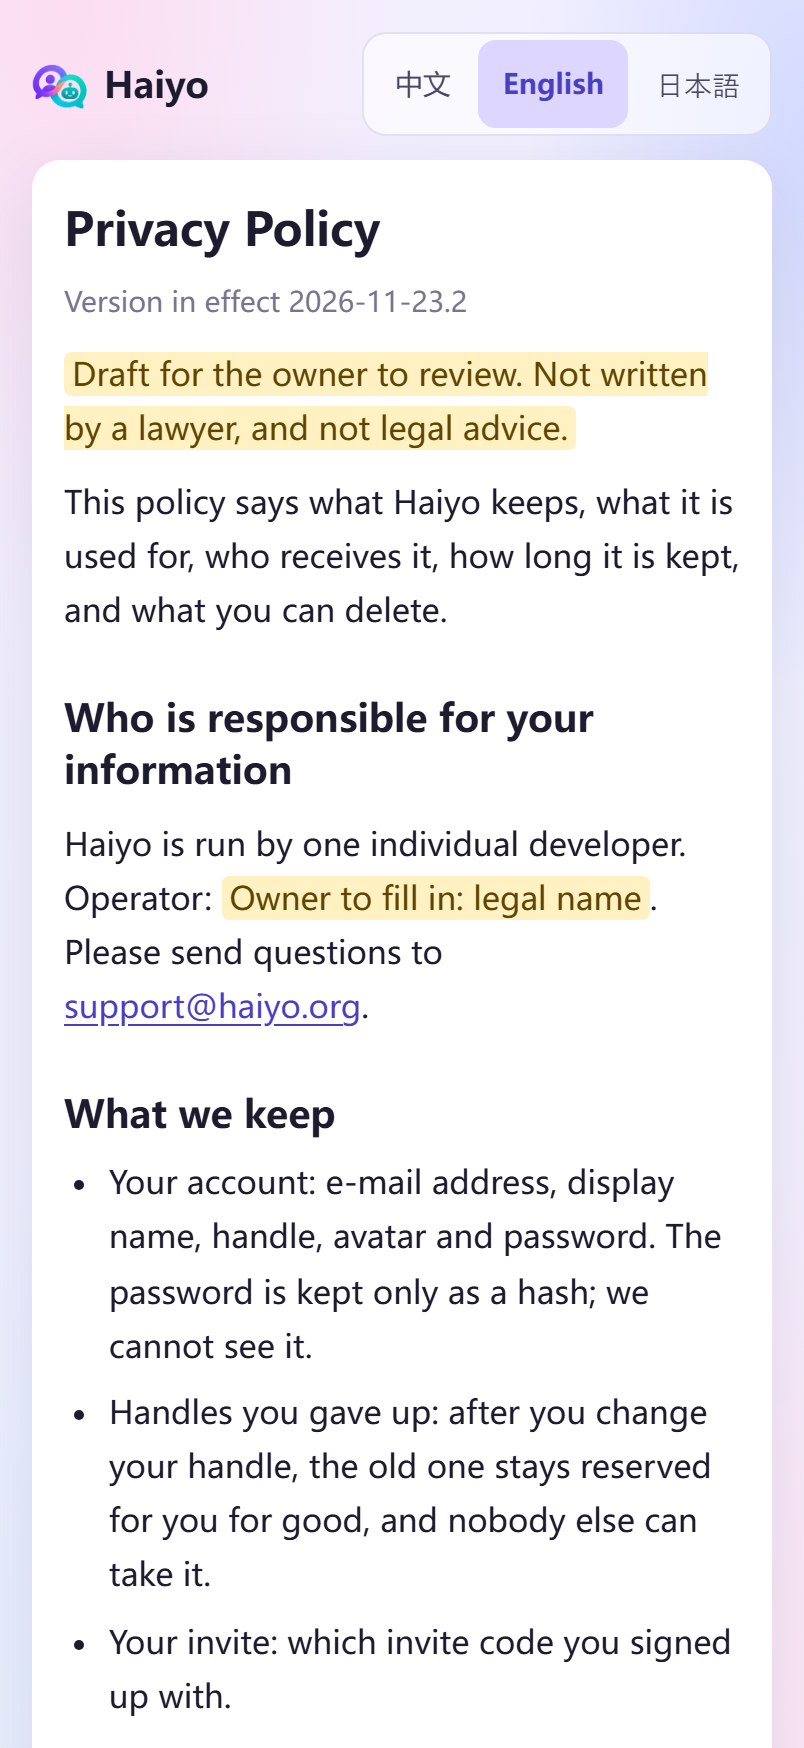 Haiyo
中文
English
日本語
Privacy Policy
Version in effect 2026-11-23.2
Draft for the owner to review. Not written
by a lawyer, and not legal advice.
This policy says what Haiyo keeps, what it is
used for, who receives it, how long it is kept,
and what you can delete.
Who is responsible for your
information
Haiyo is run by one individual developer.
Operator: Owner to fill in: legal name.
Please send questions to
support@haiyo.org.
What we keep
• Your account: e-mail address, display
name, handle, avatar and password. The
password is kept only as a hash; we
cannot see it.
• Handles you gave up: after you change
your handle, the old one stays reserved
for you for good, and nobody else can
take it.
• Your invite: which invite code you signed
up with.